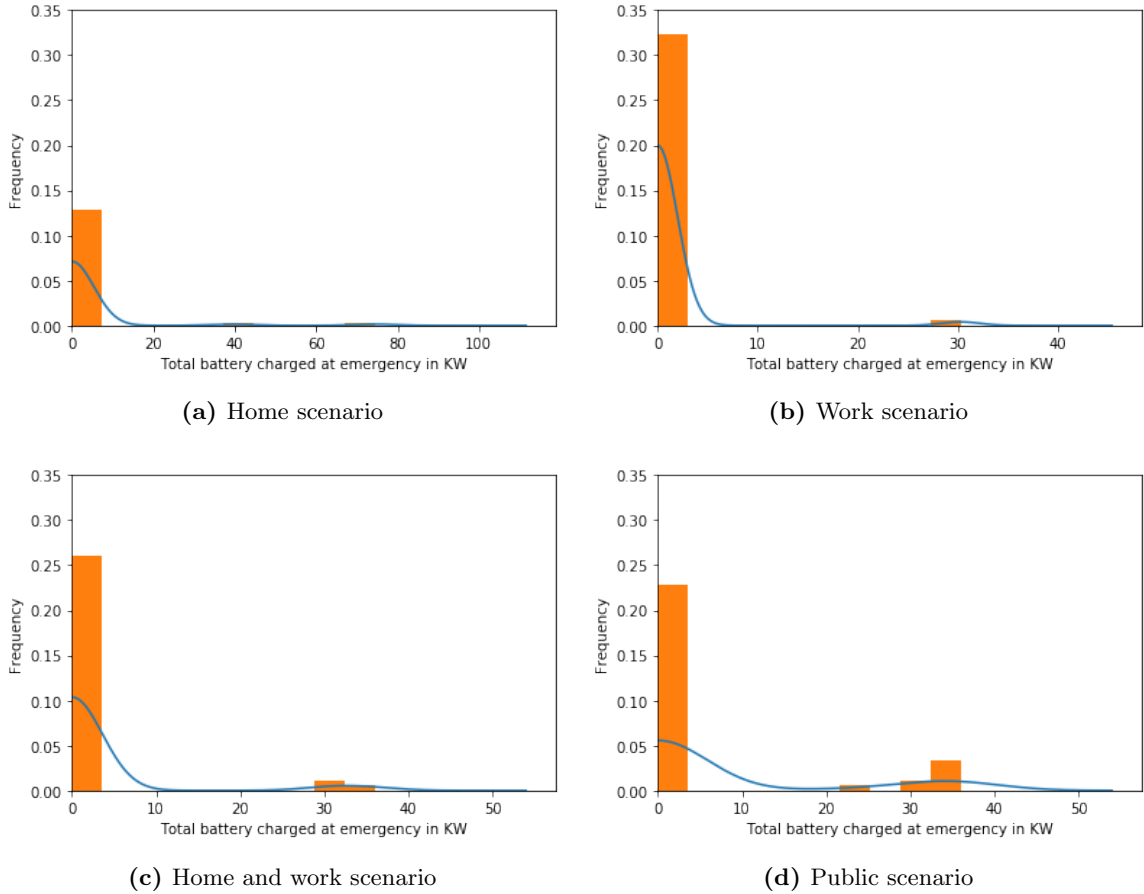 0.35
0.30
0.25
0.20
0.15
0.10
0.05
0.00
Frequency
0 20 40 60 80 100
Total battery charged at emergency in KW
(a) Home scenario
0.35
0.30
0.25
0.20
0.15
0.10
0.05
0.00
Frequency
0 10 20 30 40
Total battery charged at emergency in KW
(b) Work scenario
0.35
0.30
0.25
0.20
0.15
0.10
0.05
0.00
Frequency
0 10 20 30 40 50
Total battery charged at emergency in KW
(c) Home and work scenario
0.35
0.30
0.25
0.20
0.15
0.10
0.05
0.00
Frequency
0 10 20 30 40 50
Total battery charged at emergency in KW
(d) Public scenario